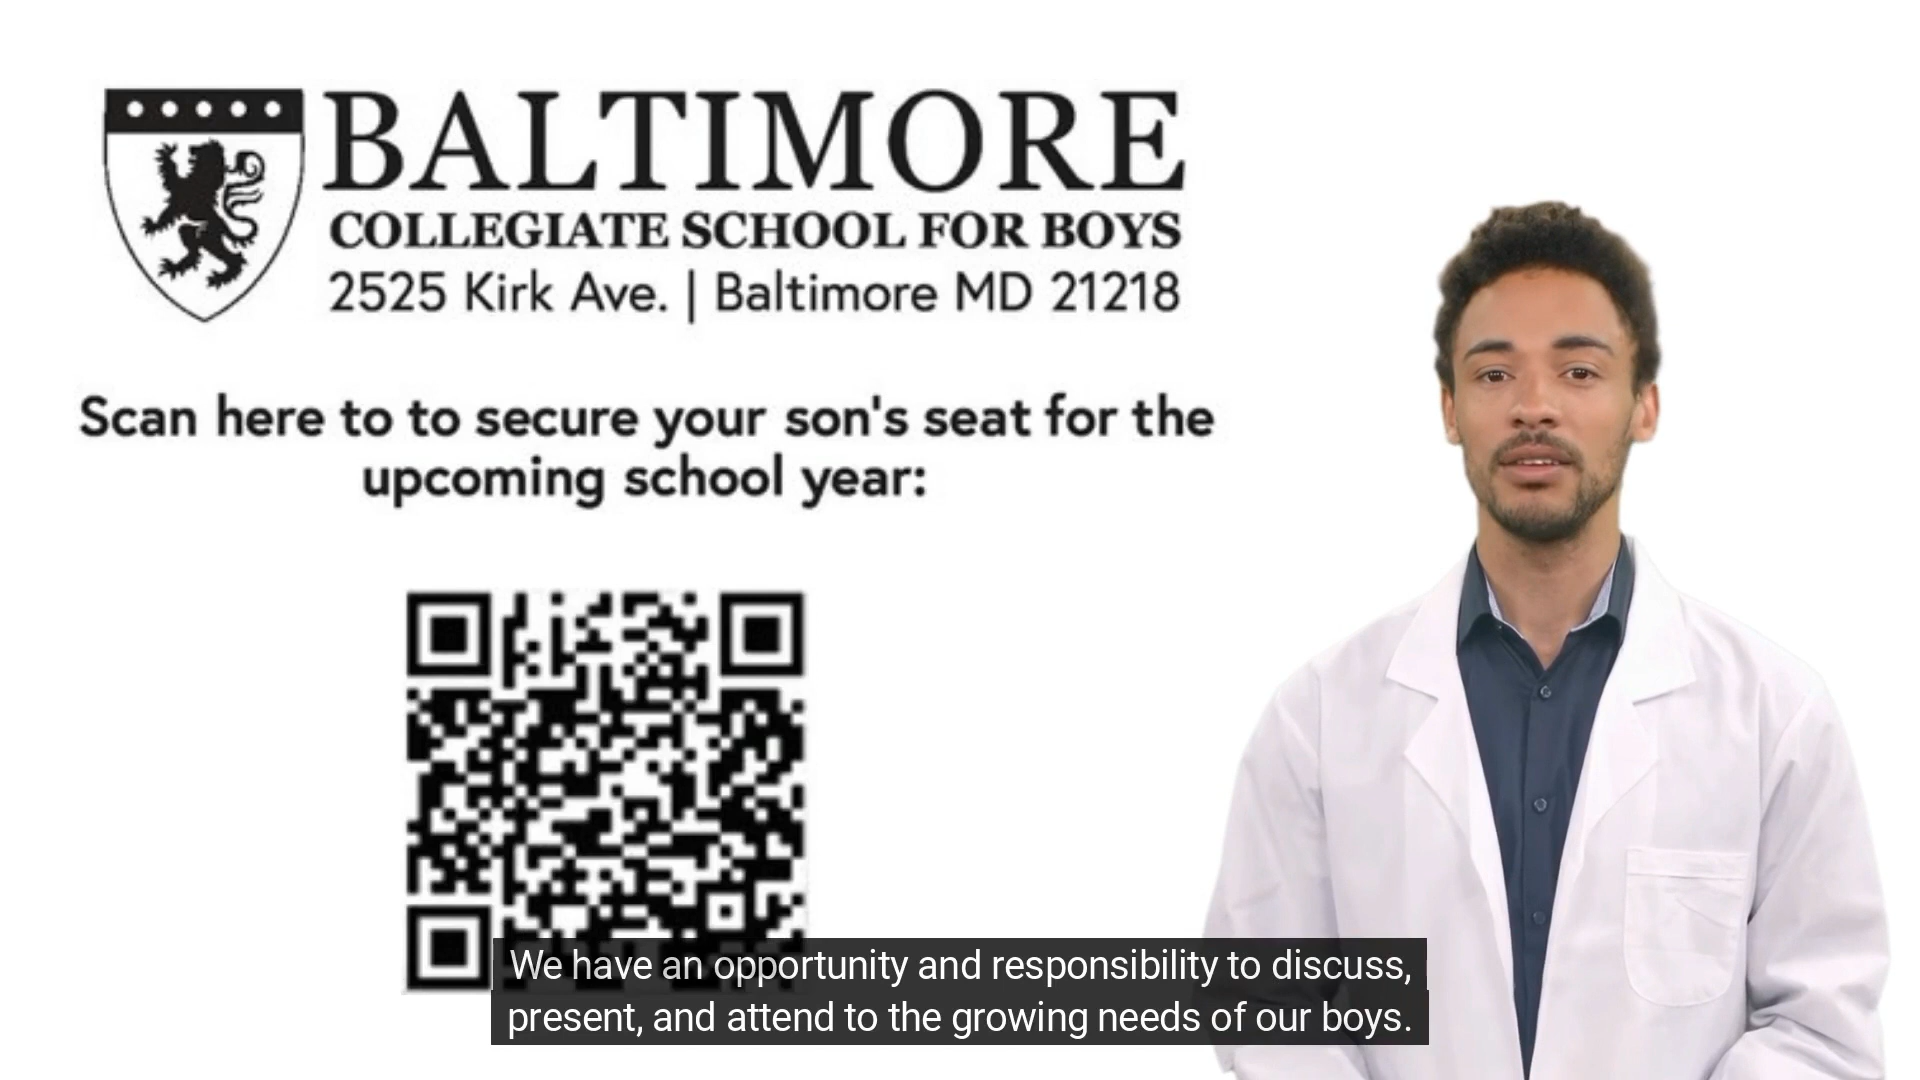 BALTIMORE
COLLEGIATE SCHOOL FOR BOYS
2525 Kirk Ave. | Baltimore MD 21218
Scan here to to secure your son's seat for the
upcoming school year:
We have an opportunity and responsibility to discuss,
present, and attend to the growing needs of our boys.